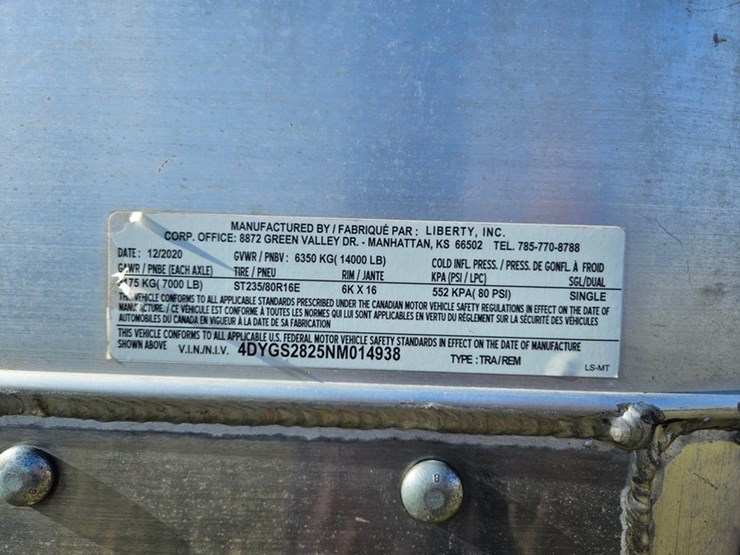 MANUFACTURED BY / FABRIQUÉ PAR : LIBERTY, INC.
CORP. OFFICE: 8872 GREEN VALLEY DR. - MANHATTAN, KS 66502 TEL. 785-770-8788
DATE: 12/2020 GVWR / PNBV : 6350 KG( 14000 LB) COLD INFL. PRESS. / PRESS. DE GONFL. À FROID
GAWR / PNBE (EACH AXLE) TIRE / PNEU RIM / JANTE KPA (PSI / LPC) SGL/DUAL
3175 KG( 7000 LB) ST235/80R16E 6K X 16 552 KPA( 80 PSI) SINGLE
THIS VEHICLE CONFORMS TO ALL APPLICABLE STANDARDS PRESCRIBED UNDER THE CANADIAN MOTOR VEHICLE SAFETY REGULATIONS IN EFFECT ON THE DATE OF
MANUFACTURE. / CE VÉHICULE EST CONFORME À TOUTES LES NORMES QUI LUI SONT APPLICABLES EN VERTU DU RÈGLEMENT SUR LA SÉCURITÉ DES VÉHICULES
AUTOMOBILES DU CANADA EN VIGUEUR À LA DATE DE SA FABRICATION
THIS VEHICLE CONFORMS TO ALL APPLICABLE U.S. FEDERAL MOTOR VEHICLE SAFETY STANDARDS IN EFFECT ON THE DATE OF MANUFACTURE
SHOWN ABOVE V.I.N./N.I.V. 4DYGS2825NM014938 TYPE : TRA/REM LS-MT
8